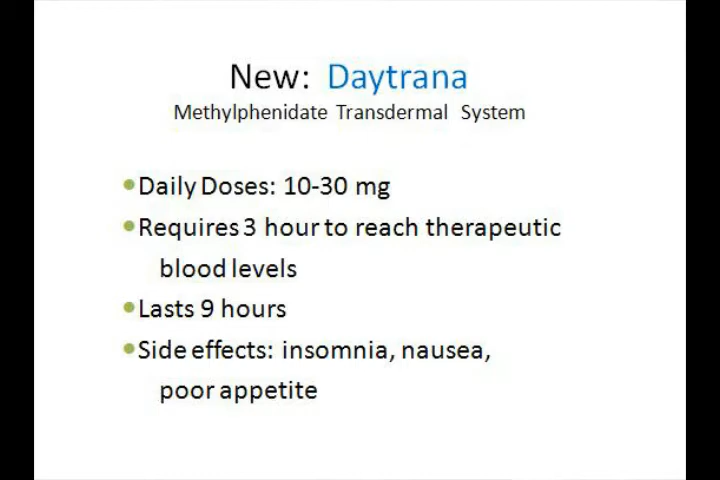 New: Daytrana
Methylphenidate Transdermal System
•Daily Doses: 10-30 mg
•Requires 3 hour to reach therapeutic
blood levels
•Lasts 9 hours
•Side effects: insomnia, nausea,
poor appetite